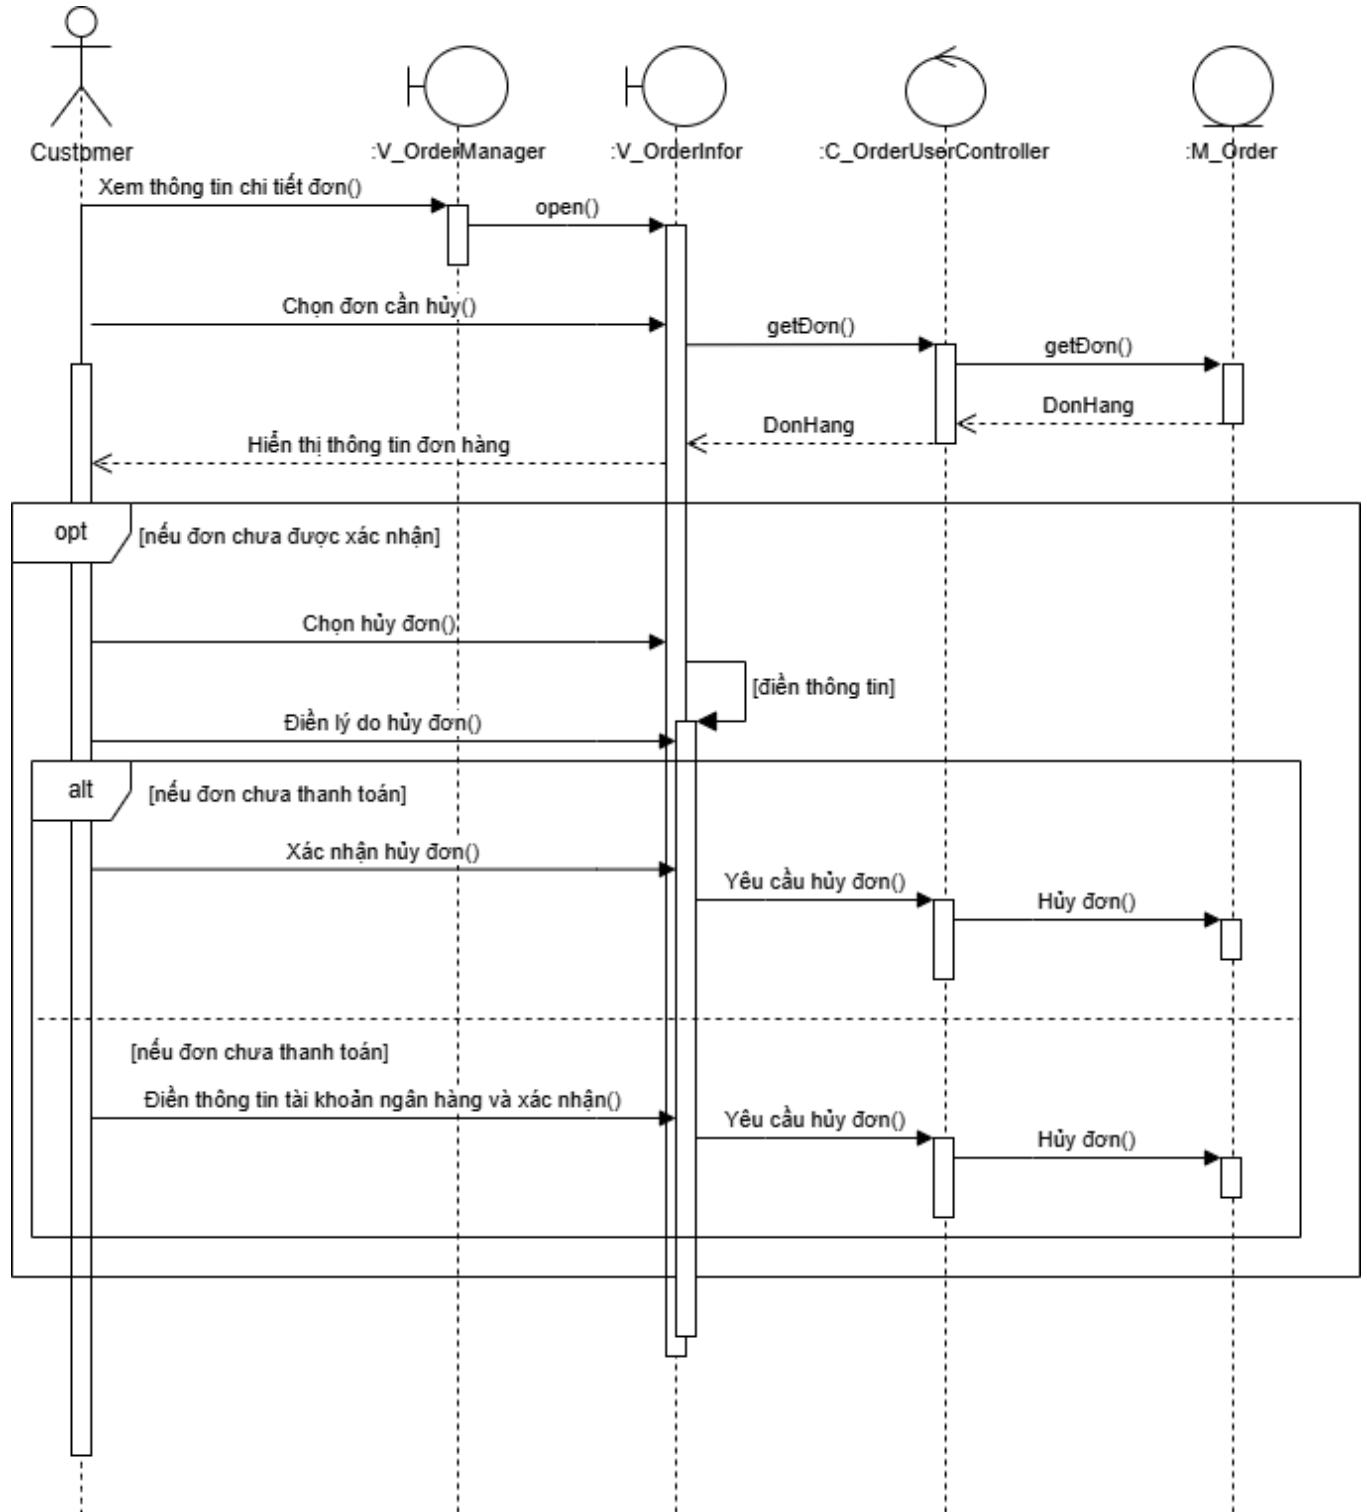 Customer
:V_OrderManager
:V_OrderInfor
:C_OrderUserController
:M_Order
Xem thông tin chi tiết đơn()
open()
Chọn đơn cần hủy()
getĐơn()
getĐơn()
DonHang
DonHang
Hiển thị thông tin đơn hàng
opt
[nếu đơn chưa được xác nhận]
Chọn hủy đơn()
[điền thông tin]
Điền lý do hủy đơn()
alt
[nếu đơn chưa thanh toán]
Xác nhận hủy đơn()
Yêu cầu hủy đơn()
Hủy đơn()
[nếu đơn chưa thanh toán]
Điền thông tin tài khoản ngân hàng và xác nhận()
Yêu cầu hủy đơn()
Hủy đơn()